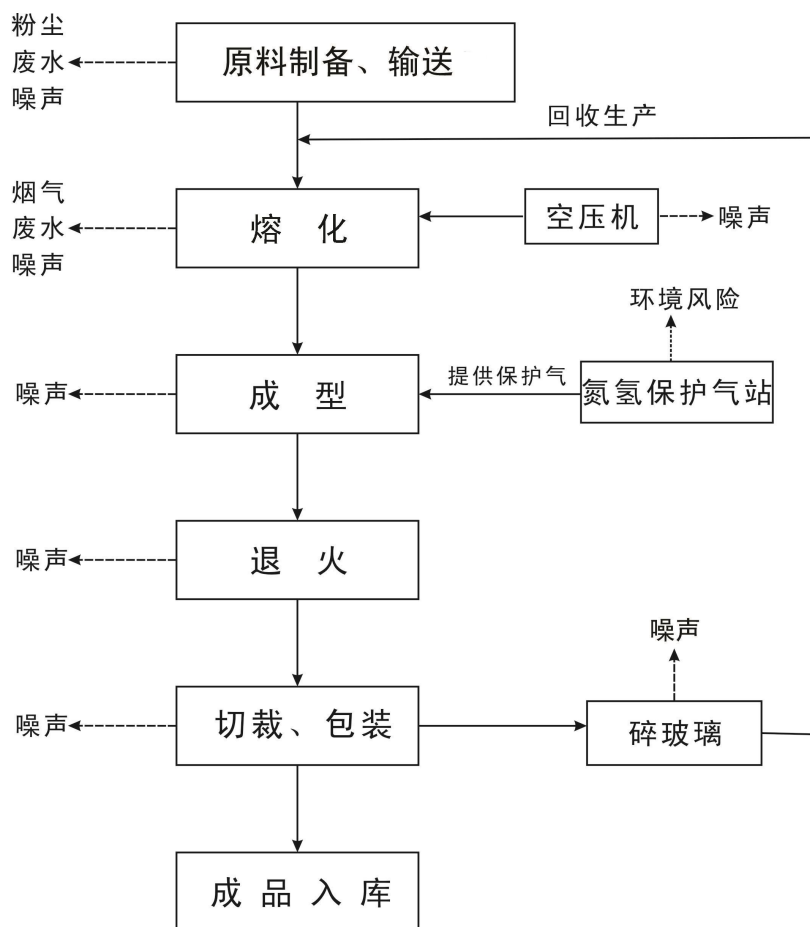 粉尘
废水
噪声
原料制备、输送
回收生产
烟气
废水
噪声
熔化
空压机
噪声
环境风险
噪声
成型
提供保护气
氮氢保护气站
噪声
退火
噪声
噪声
切裁、包装
碎玻璃
成品入库